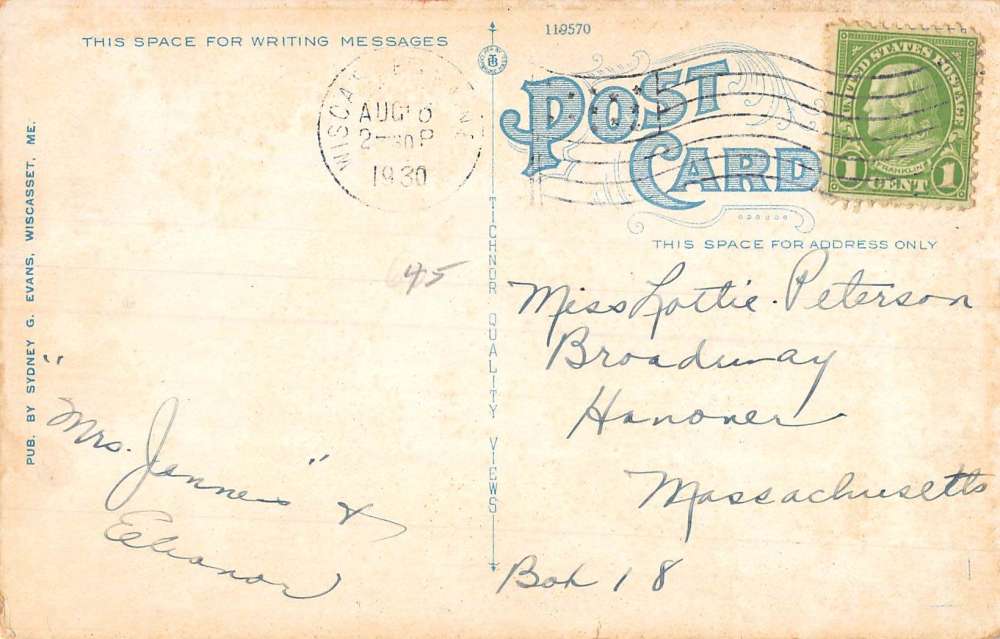 THIS SPACE FOR WRITING MESSAGES
119570
POST
CARD
THIS SPACE FOR ADDRESS ONLY
UNITED STATES POSTAGE
FRANKLIN
1 CENT 1
AUG 6
2-30P
1930
PUB. BY SYDNEY G. EVANS, WISCASSET, ME.
TICHNOR QUALITY VIEWS
45
Miss Lottie Peterson
Broadway
Hanover
Massachusetts
Box 18
"Mrs. Jannes" &
Eleanor